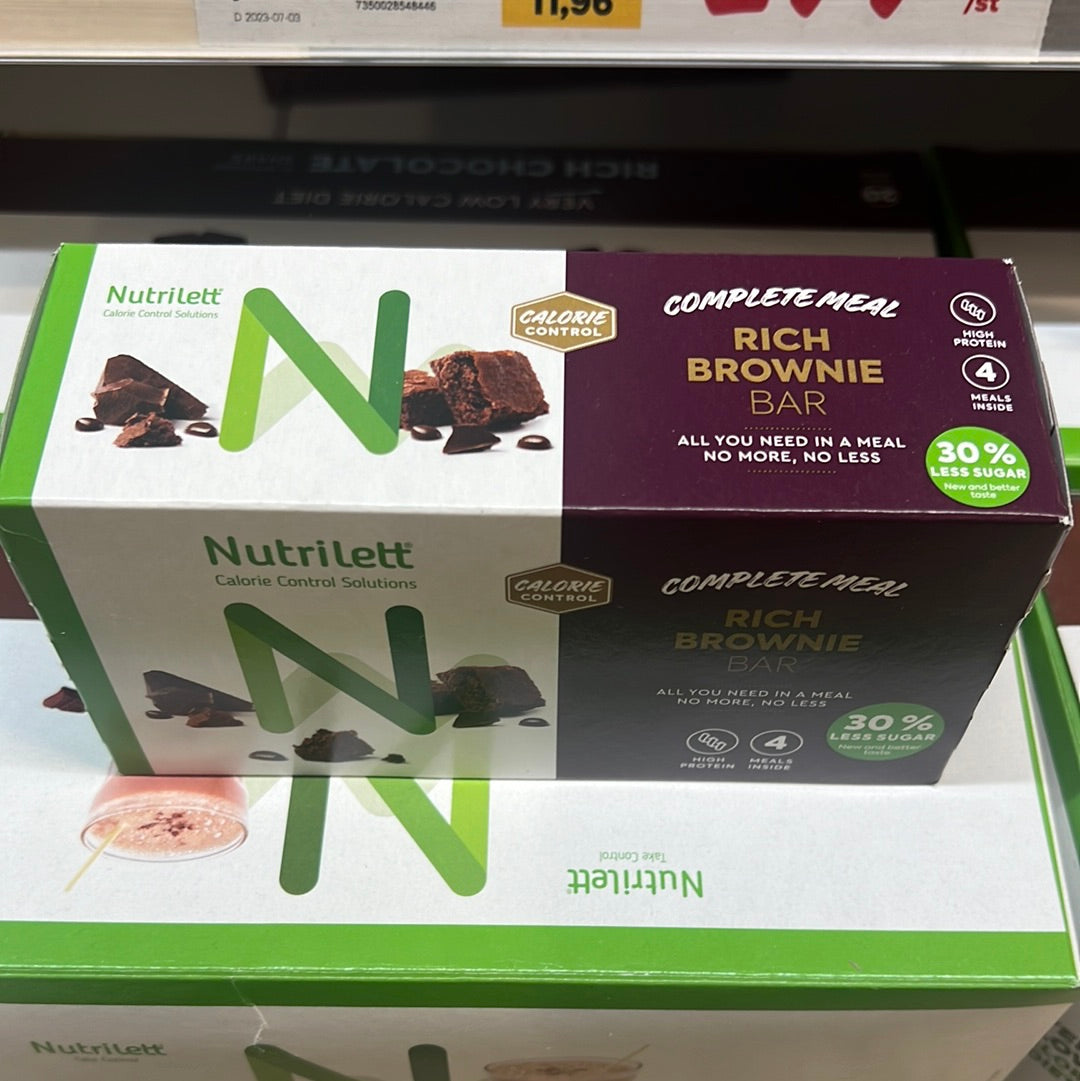 D 2023-07-03
7350028548446
11,96
/st
RICH CHOCOLATE
VERY LOW CALORIE DIET
20
Nutrilett
Calorie Control Solutions
CALORIE
CONTROL
COMPLETE MEAL
RICH
BROWNIE
BAR
ALL YOU NEED IN A MEAL
NO MORE, NO LESS
HIGH
PROTEIN
4
MEALS
INSIDE
30 %
LESS SUGAR
New and better
taste
Nutrilett
Calorie Control Solutions
CALORIE
CONTROL
COMPLETE MEAL
RICH
BROWNIE
BAR
ALL YOU NEED IN A MEAL
NO MORE, NO LESS
HIGH
PROTEIN
4
MEALS
INSIDE
30 %
LESS SUGAR
New and better
taste
Nutrilett
Take Control
Nutrilett
Take Control